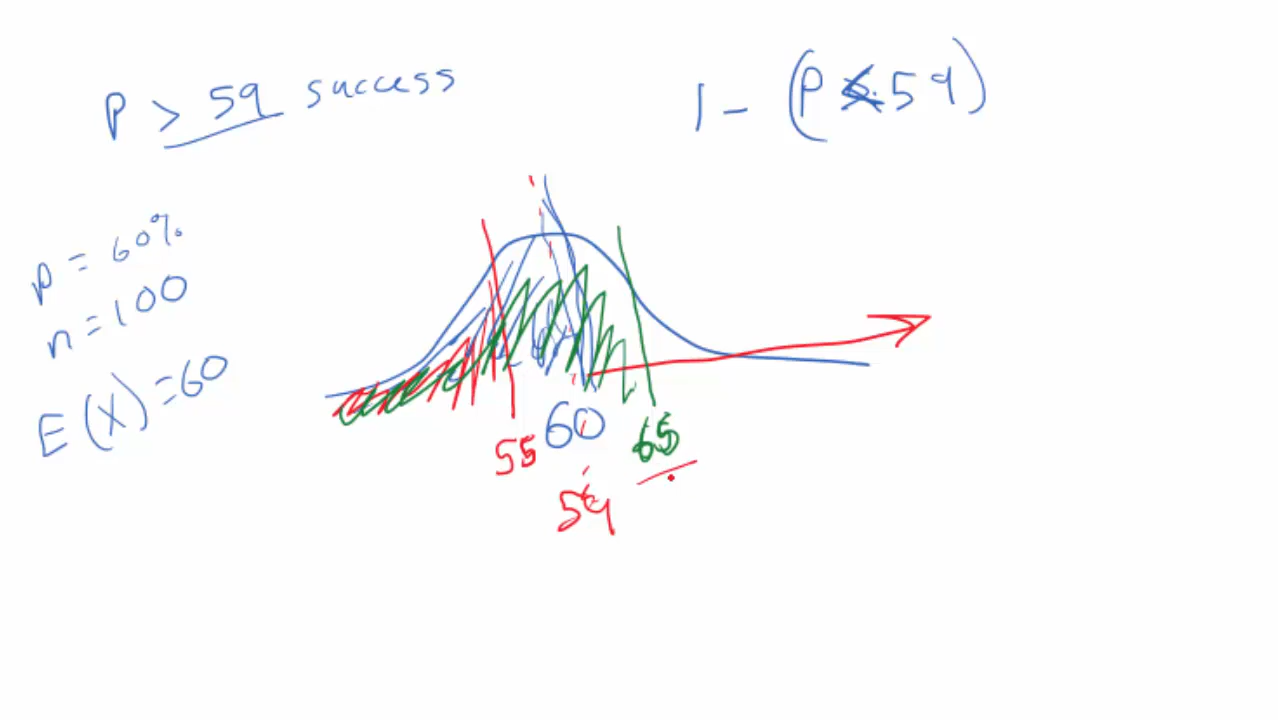 P > 59 success
1 - (P < 59)
p = 60%
n = 100
E(X) = 60
55
60
65
59